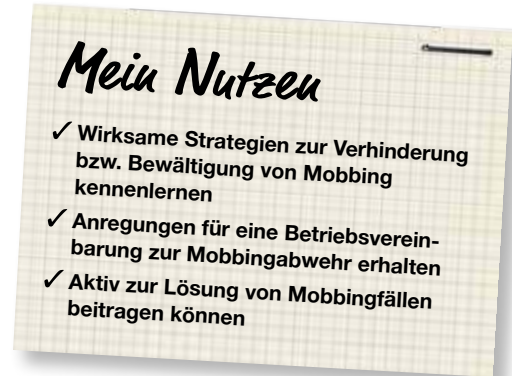 Mein Nutzen
✓ Wirksame Strategien zur Verhinderung
bzw. Bewältigung von Mobbing
kennenlernen
✓ Anregungen für eine Betriebsverein-
barung zur Mobbingabwehr erhalten
✓ Aktiv zur Lösung von Mobbingfällen
beitragen können